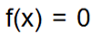 f(x) = 0